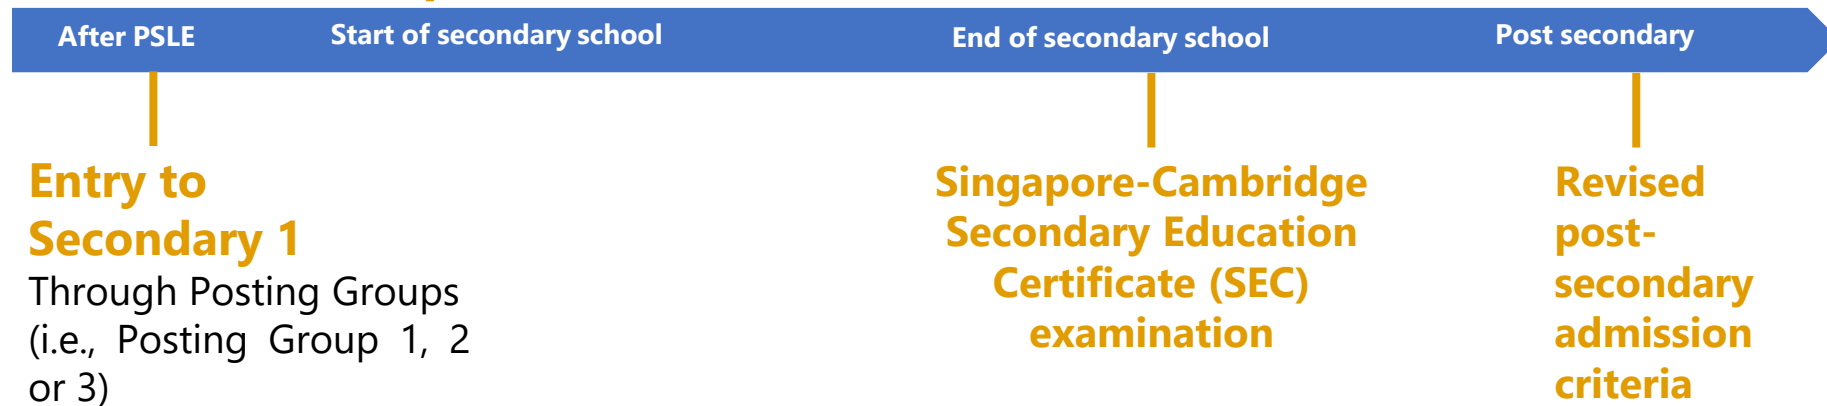 After PSLE
Start of secondary school
End of secondary school
Post secondary
Entry to
Secondary 1
Through Posting Groups
(i.e., Posting Group 1, 2
or 3)
Singapore-Cambridge
Secondary Education
Certificate (SEC)
examination
Revised
post-
secondary
admission
criteria